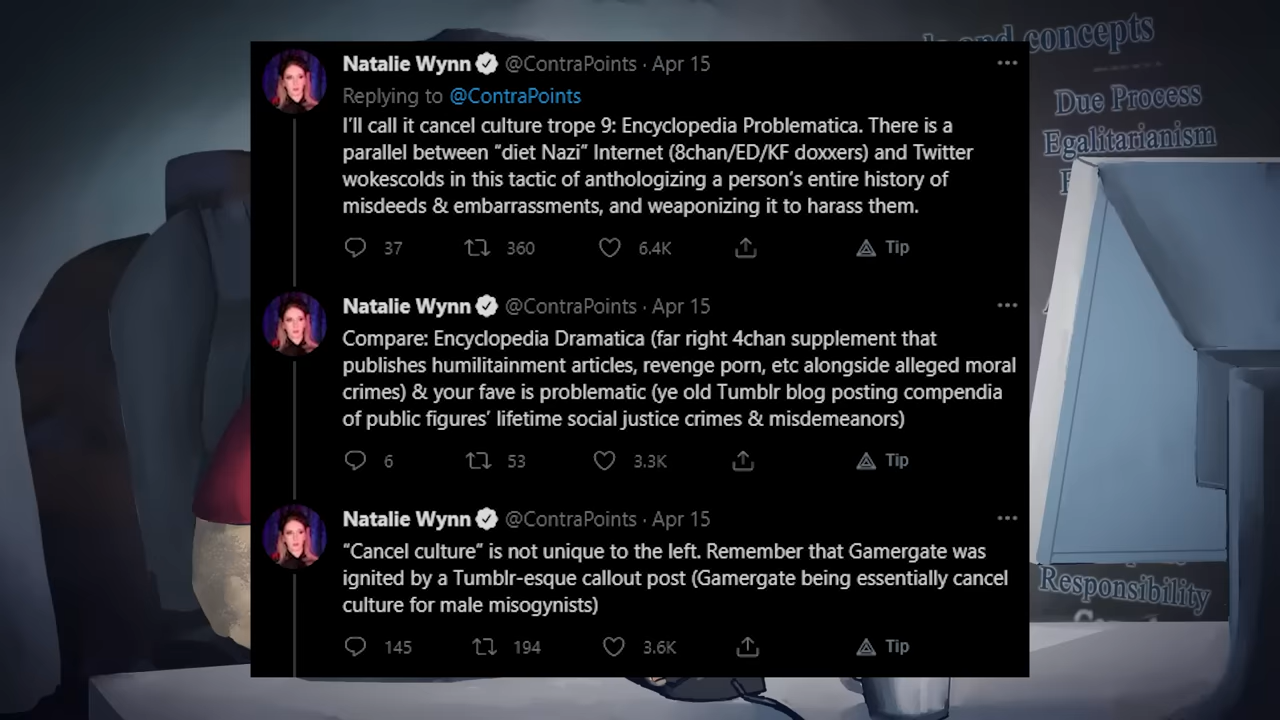 ls and concepts
Due Process
Egalitarianism
Natalie Wynn @ContraPoints · Apr 15
Replying to @ContraPoints
I'll call it cancel culture trope 9: Encyclopedia Problematica. There is a
parallel between "diet Nazi" Internet (8chan/ED/KF doxxers) and Twitter
wokescolds in this tactic of anthologizing a person's entire history of
misdeeds & embarrassments, and weaponizing it to harass them.
37 360 6.4K Tip
Natalie Wynn @ContraPoints · Apr 15
Compare: Encyclopedia Dramatica (far right 4chan supplement that
publishes humilitainment articles, revenge porn, etc alongside alleged moral
crimes) & your fave is problematic (ye old Tumblr blog posting compendia
of public figures' lifetime social justice crimes & misdemeanors)
6 53 3.3K Tip
Natalie Wynn @ContraPoints · Apr 15
"Cancel culture" is not unique to the left. Remember that Gamergate was
ignited by a Tumblr-esque callout post (Gamergate being essentially cancel
culture for male misogynists)
145 194 3.6K Tip
Responsibility